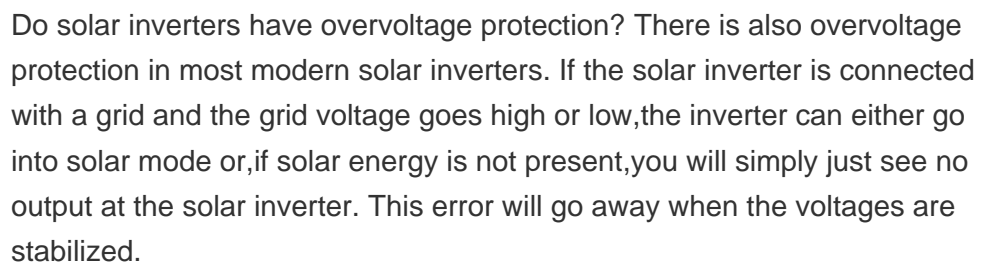 Do solar inverters have overvoltage protection? There is also overvoltage
protection in most modern solar inverters. If the solar inverter is connected
with a grid and the grid voltage goes high or low,the inverter can either go
into solar mode or,if solar energy is not present,you will simply just see no
output at the solar inverter. This error will go away when the voltages are
stabilized.